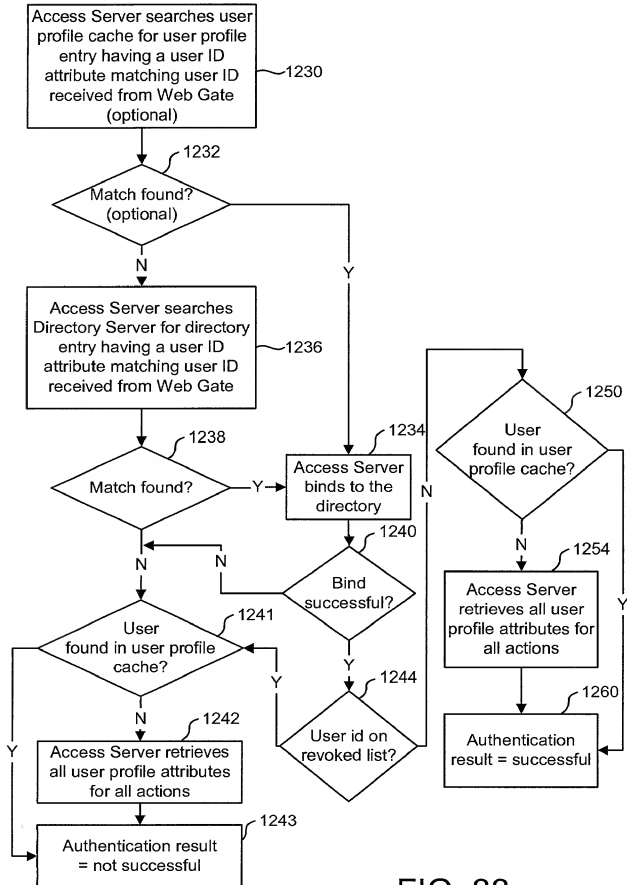 Access Server searches user
profile cache for user profile
entry having a user ID
attribute matching user ID
received from Web Gate
(optional)
1230
1232
Match found?
(optional)
N
Y
Access Server searches
Directory Server for directory
entry having a user ID
attribute matching user ID
received from Web Gate
1236
1238
Match found?
Y
1234
Access Server
binds to the
directory
1240
Bind
successful?
N
N
Y
1241
User
found in user profile
cache?
Y
N
Y
1244
User id on
revoked list?
N
1242
Access Server retrieves
all user profile attributes
for all actions
1243
Authentication result
= not successful
1250
User
found in user
profile cache?
N
Y
1254
Access Server
retrieves all user
profile attributes for
all actions
1260
Authentication
result = successful